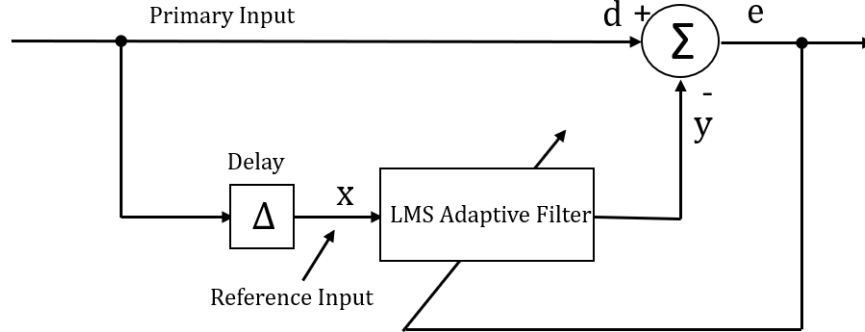 Primary Input
d +
Σ
e
-
y
Delay
Δ
x
LMS Adaptive Filter
Reference Input